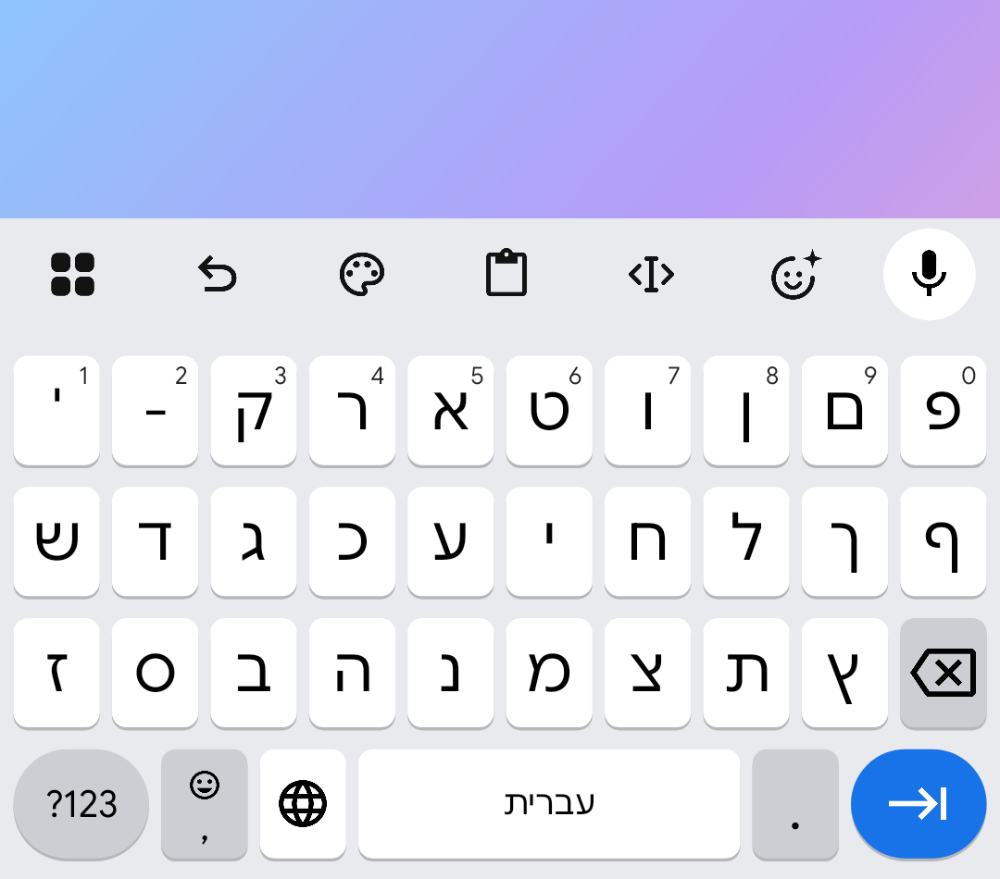 ' 1 - 2 ק 3 ר 4 א 5 ט 6 ו 7 ן 8 ם 9 פ 0
ש ד ג כ ע י ח ל ך ף
ז ס ב ה נ מ צ ת ץ
?123 , עברית .